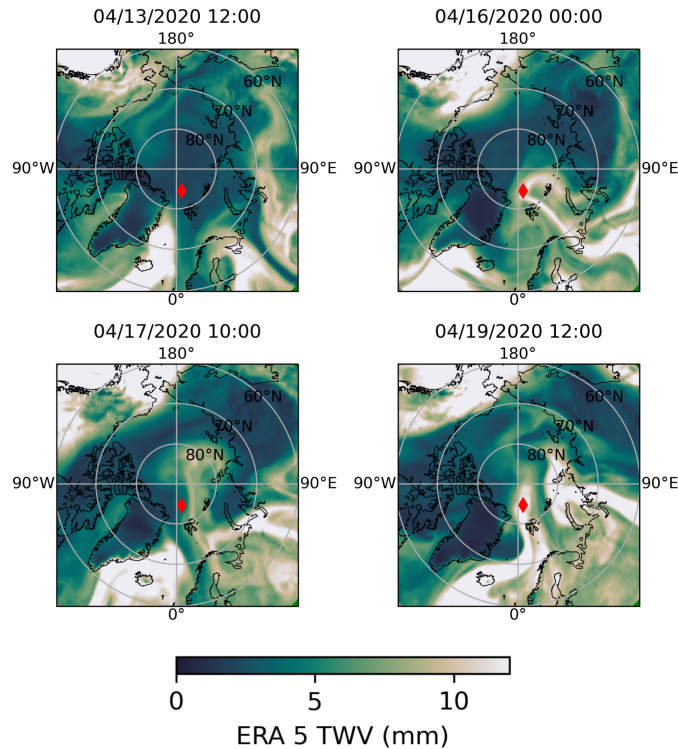 04/13/2020 12:00
04/16/2020 00:00
180°
180°
60°N
60°N
70°N
70°N
80°N
80°N
90°W
90°E
90°W
90°E
0°
0°
04/17/2020 10:00
04/19/2020 12:00
180°
180°
60°N
60°N
70°N
70°N
80°N
80°N
90°W
90°E
90°W
90°E
0°
0°
0
5
10
ERA 5 TWV (mm)